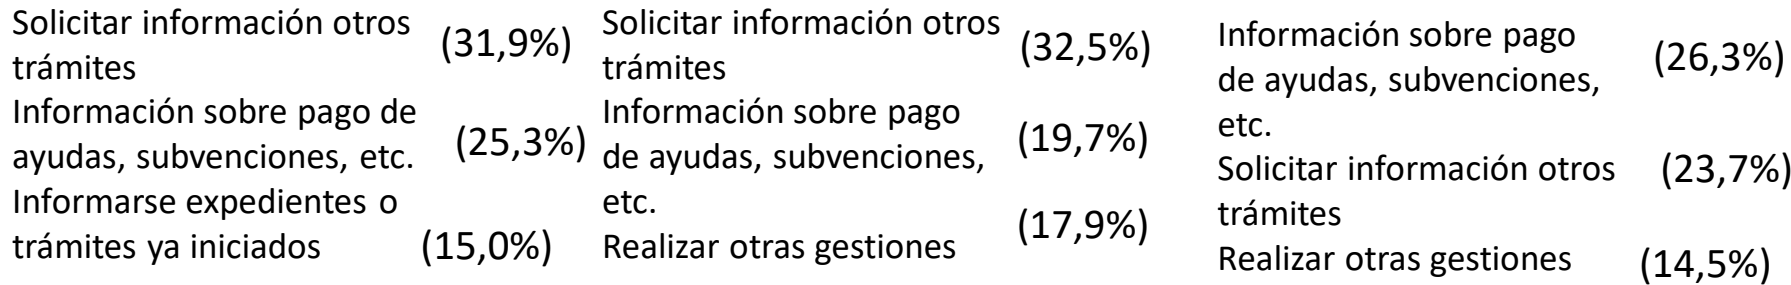 Solicitar información otros
trámites
(31,9%)
Información sobre pago de
ayudas, subvenciones, etc.
(25,3%)
Informarse expedientes o
trámites ya iniciados
(15,0%)
Solicitar información otros
trámites
(32,5%)
Información sobre pago
de ayudas, subvenciones,
etc.
(19,7%)
Realizar otras gestiones
(17,9%)
Información sobre pago
de ayudas, subvenciones,
etc.
(26,3%)
Solicitar información otros
trámites
(23,7%)
Realizar otras gestiones
(14,5%)